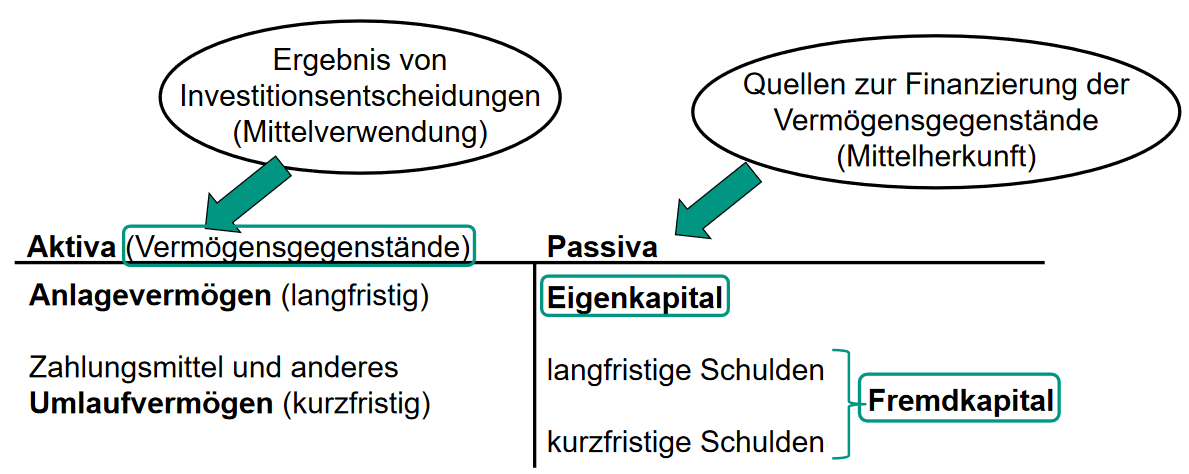 Ergebnis von
Investitionsentscheidungen
(Mittelverwendung)
Quellen zur Finanzierung der
Vermögensgegenstände
(Mittelherkunft)
Aktiva (Vermögensgegenstände)
Passiva
Anlagevermögen (langfristig)
Eigenkapital
Zahlungsmittel und anderes
Umlaufvermögen (kurzfristig)
langfristige Schulden
kurzfristige Schulden
Fremdkapital